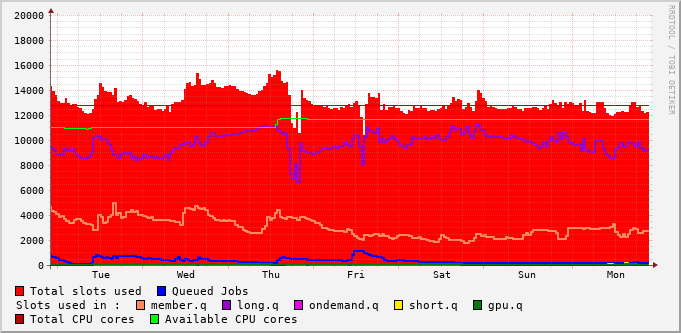 20000
18000
16000
14000
12000
10000
8000
6000
4000
2000
0
Tue Wed Thu Fri Sat Sun Mon
RRDTOOL / TOBI OETIKER
Total slots used Queued Jobs
Slots used in : member.q long.q ondemand.q short.q gpu.q
Total CPU cores Available CPU cores